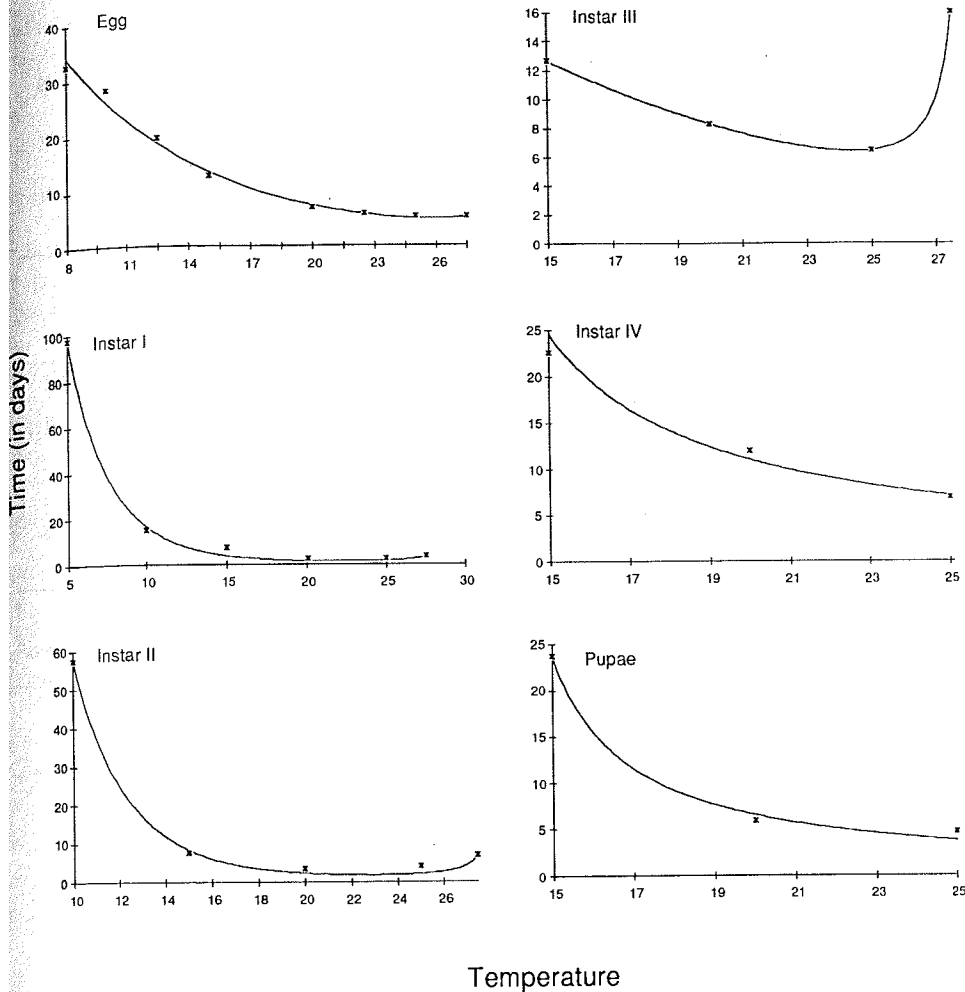 Egg
40
30
20
10
0
8 11 14 17 20 23 26
Instar III
16
14
12
10
8
6
4
2
0
15 17 19 21 23 25 27
Instar I
100
80
60
40
20
0
5 10 15 20 25 30
Instar IV
25
20
15
10
5
0
15 17 19 21 23 25
Instar II
60
50
40
30
20
10
0
10 12 14 16 18 20 22 24 26
Pupae
25
20
15
10
5
0
15 17 19 21 23 25
Time (in days)
Temperature